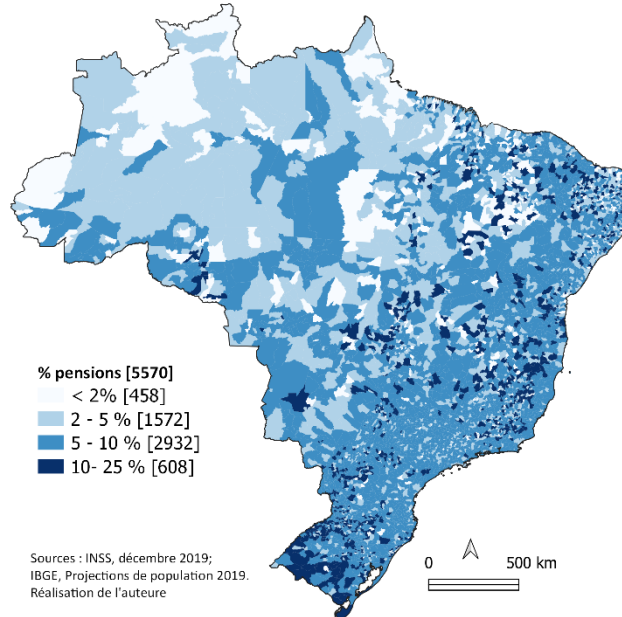 % pensions [5570]
< 2% [458]
2 - 5 % [1572]
5 - 10 % [2932]
10- 25 % [608]
Sources : INSS, décembre 2019;
IBGE, Projections de population 2019.
Réalisation de l'auteure
0 500 km